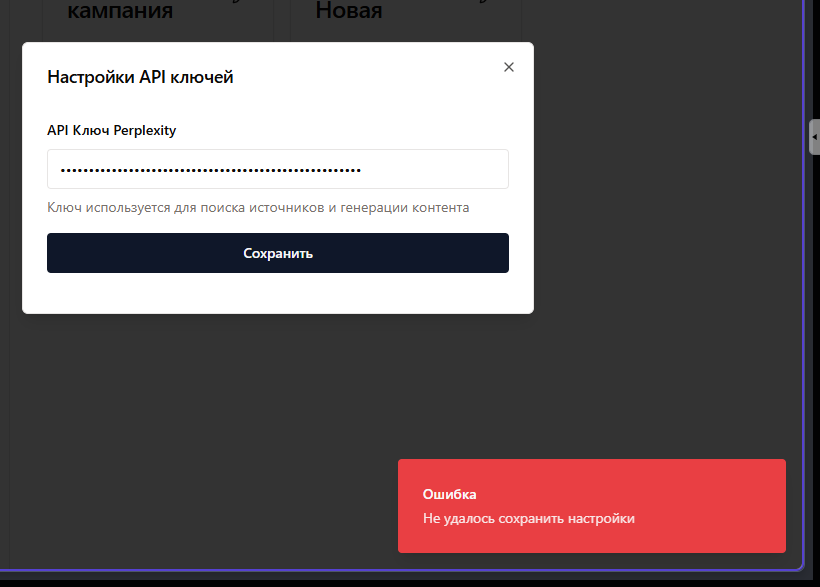 кампания
Новая
Настройки API ключей
API Ключ Perplexity
Ключ используется для поиска источников и генерации контента
Сохранить
Ошибка
Не удалось сохранить настройки